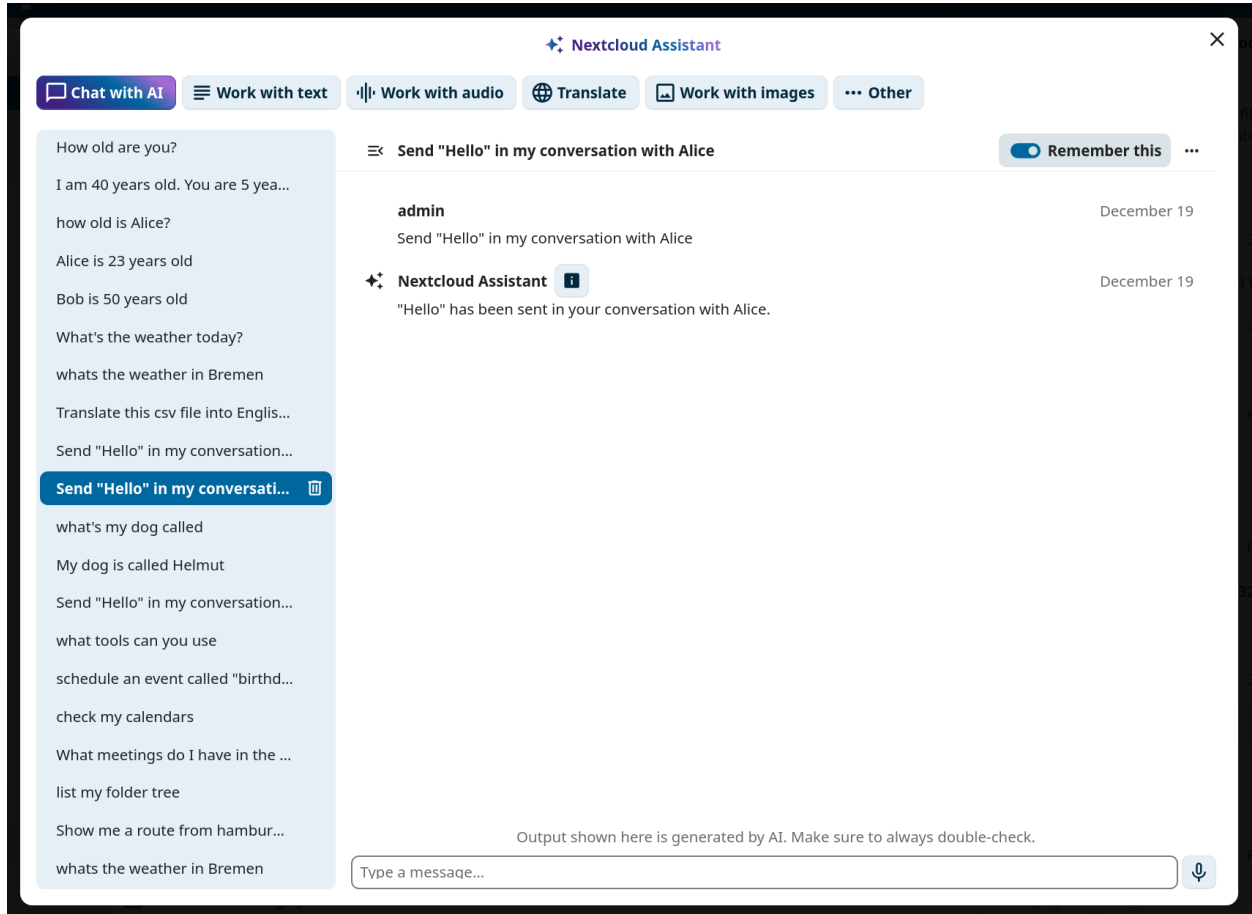 Nextcloud Assistant
Chat with AI
Work with text
Work with audio
Translate
Work with images
Other
How old are you?
I am 40 years old. You are 5 yea...
how old is Alice?
Alice is 23 years old
Bob is 50 years old
What's the weather today?
whats the weather in Bremen
Translate this csv file into Englis...
Send "Hello" in my conversation...
Send "Hello" in my conversati...
what's my dog called
My dog is called Helmut
Send "Hello" in my conversation...
what tools can you use
schedule an event called "birthd...
check my calendars
What meetings do I have in the ...
list my folder tree
Show me a route from hambur...
whats the weather in Bremen
Send "Hello" in my conversation with Alice
Remember this
admin
December 19
Send "Hello" in my conversation with Alice
Nextcloud Assistant
December 19
"Hello" has been sent in your conversation with Alice.
Output shown here is generated by AI. Make sure to always double-check.
Type a message...